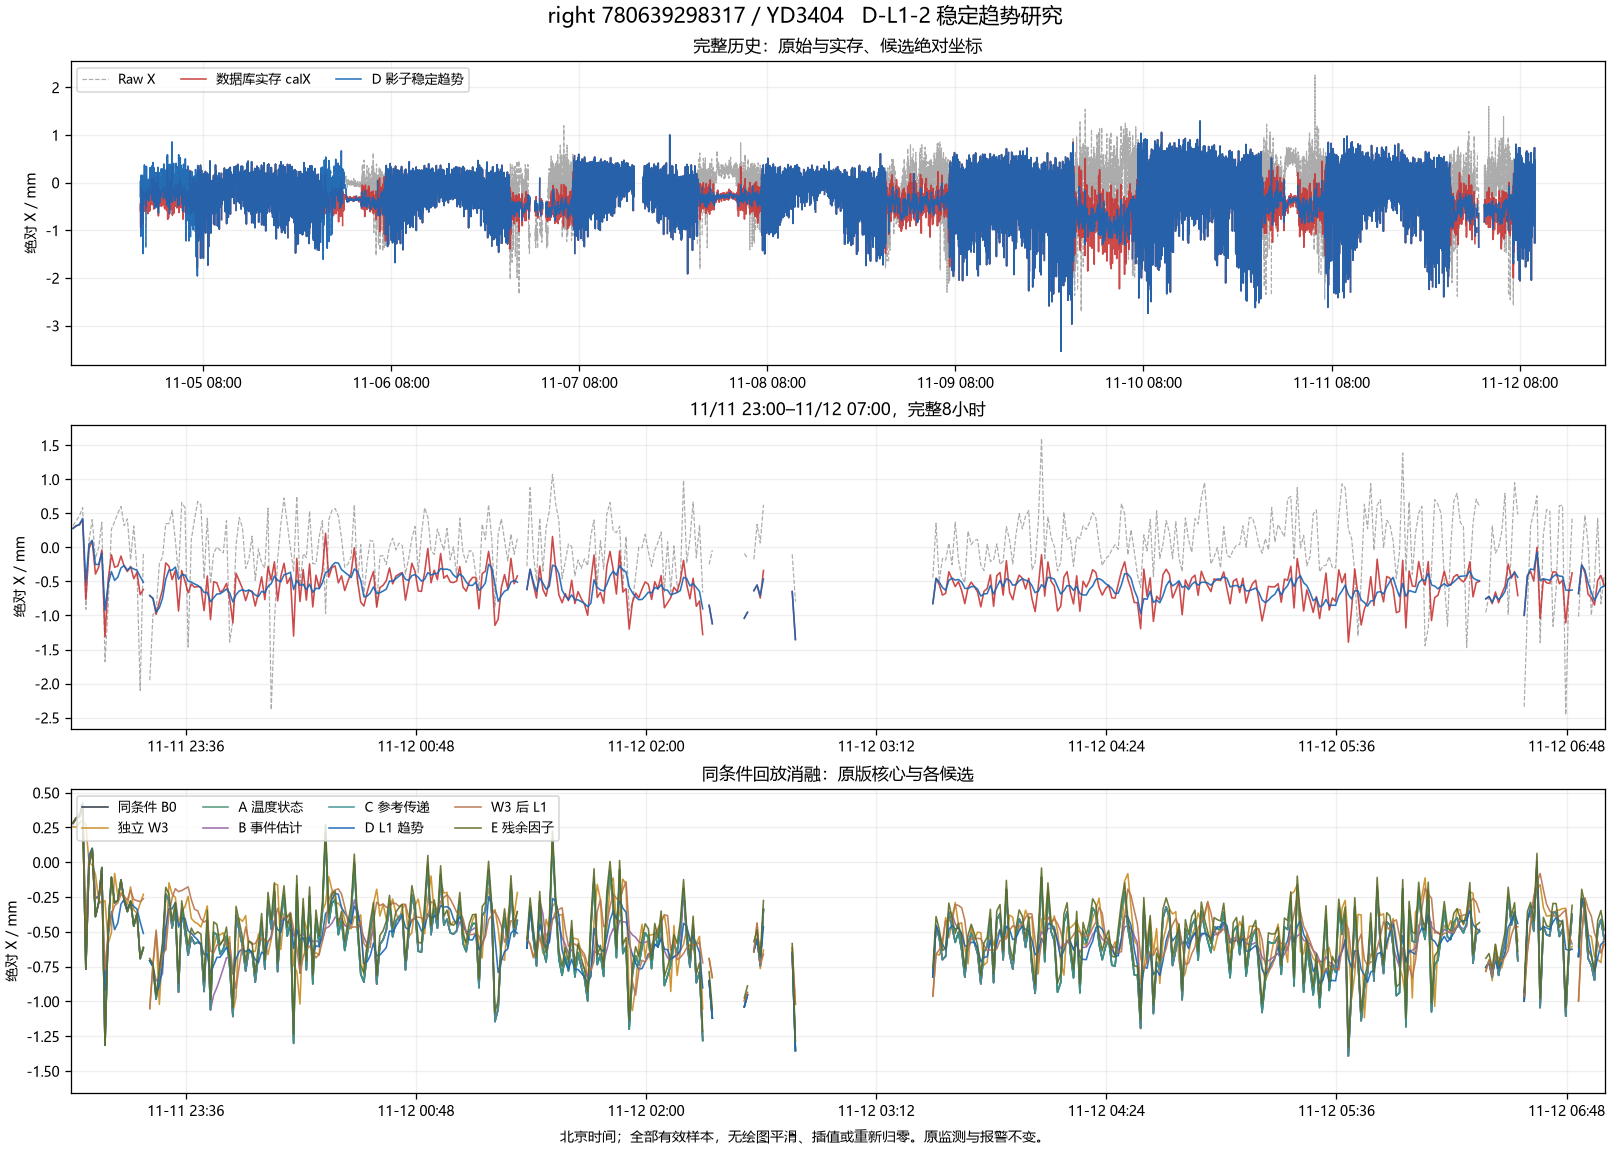 right 780639298317 / YD3404   D-L1-2 稳定趋势研究
完整历史：原始与实存、候选绝对坐标
Raw X
数据库实存 calX
D 影子稳定趋势
绝对 X / mm
2
1
0
-1
-2
-3
11-05 08:00
11-06 08:00
11-07 08:00
11-08 08:00
11-09 08:00
11-10 08:00
11-11 08:00
11-12 08:00
11/11 23:00–11/12 07:00，完整8小时
绝对 X / mm
1.5
1.0
0.5
0.0
-0.5
-1.0
-1.5
-2.0
-2.5
11-11 23:36
11-12 00:48
11-12 02:00
11-12 03:12
11-12 04:24
11-12 05:36
11-12 06:48
同条件回放消融：原版核心与各候选
同条件 B0
A 温度状态
C 参考传递
W3 后 L1
独立 W3
B 事件估计
D L1 趋势
E 残余因子
绝对 X / mm
0.50
0.25
0.00
-0.25
-0.50
-0.75
-1.00
-1.25
-1.50
11-11 23:36
11-12 00:48
11-12 02:00
11-12 03:12
11-12 04:24
11-12 05:36
11-12 06:48
北京时间；全部有效样本，无绘图平滑、插值或重新归零。原监测与报警不变。